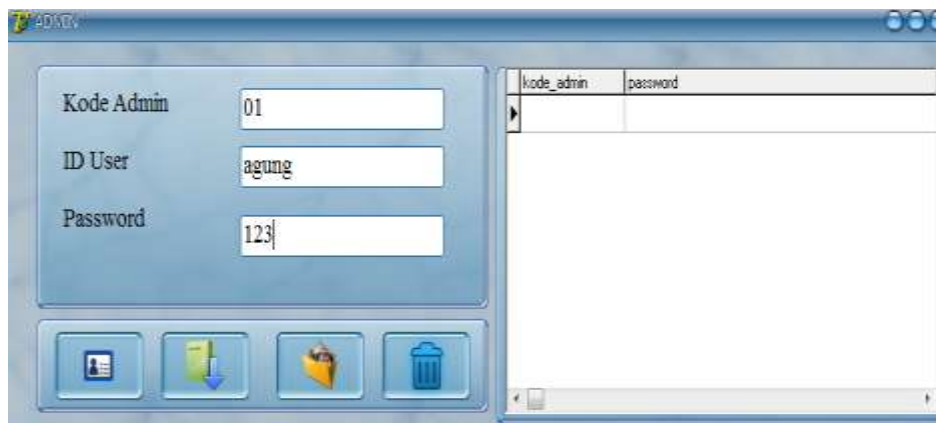 ADMIN
Kode Admin
01
ID User
agung
Password
123
kode_admin
password